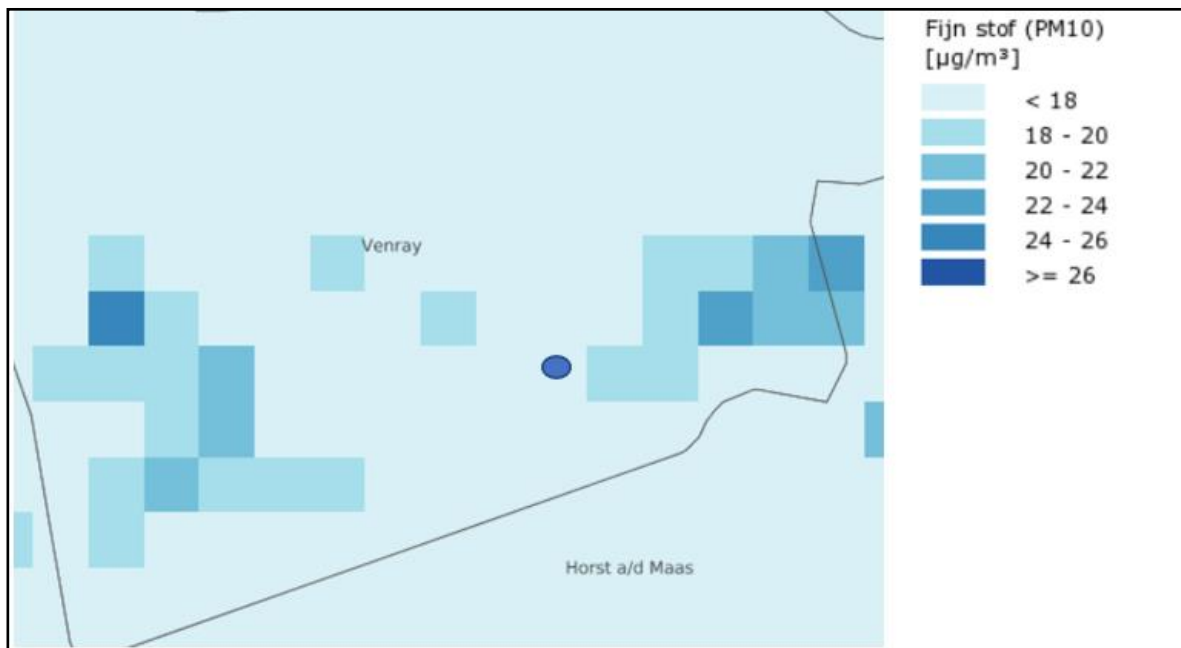 Fijn stof (PM10)
[µg/m³]
< 18
18 - 20
20 - 22
22 - 24
24 - 26
>= 26
Venray
Horst a/d Maas